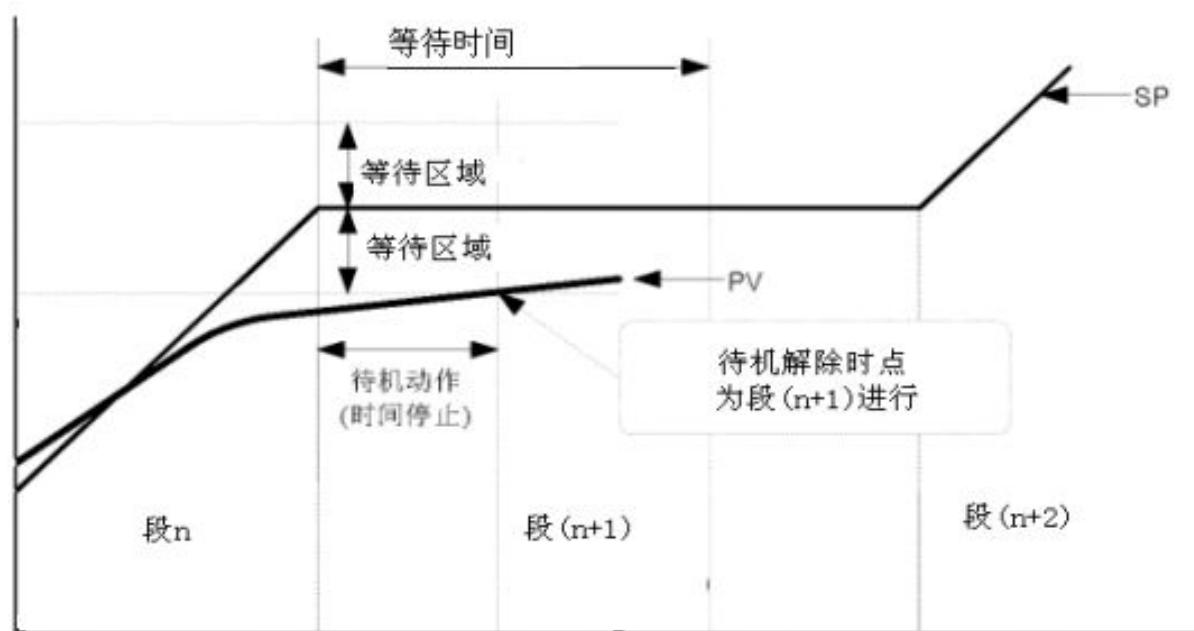 等待时间
SP
等待区域
等待区域
PV
待机解除时点
为段(n+1)进行
待机动作
(时间停止)
段n
段(n+1)
段(n+2)